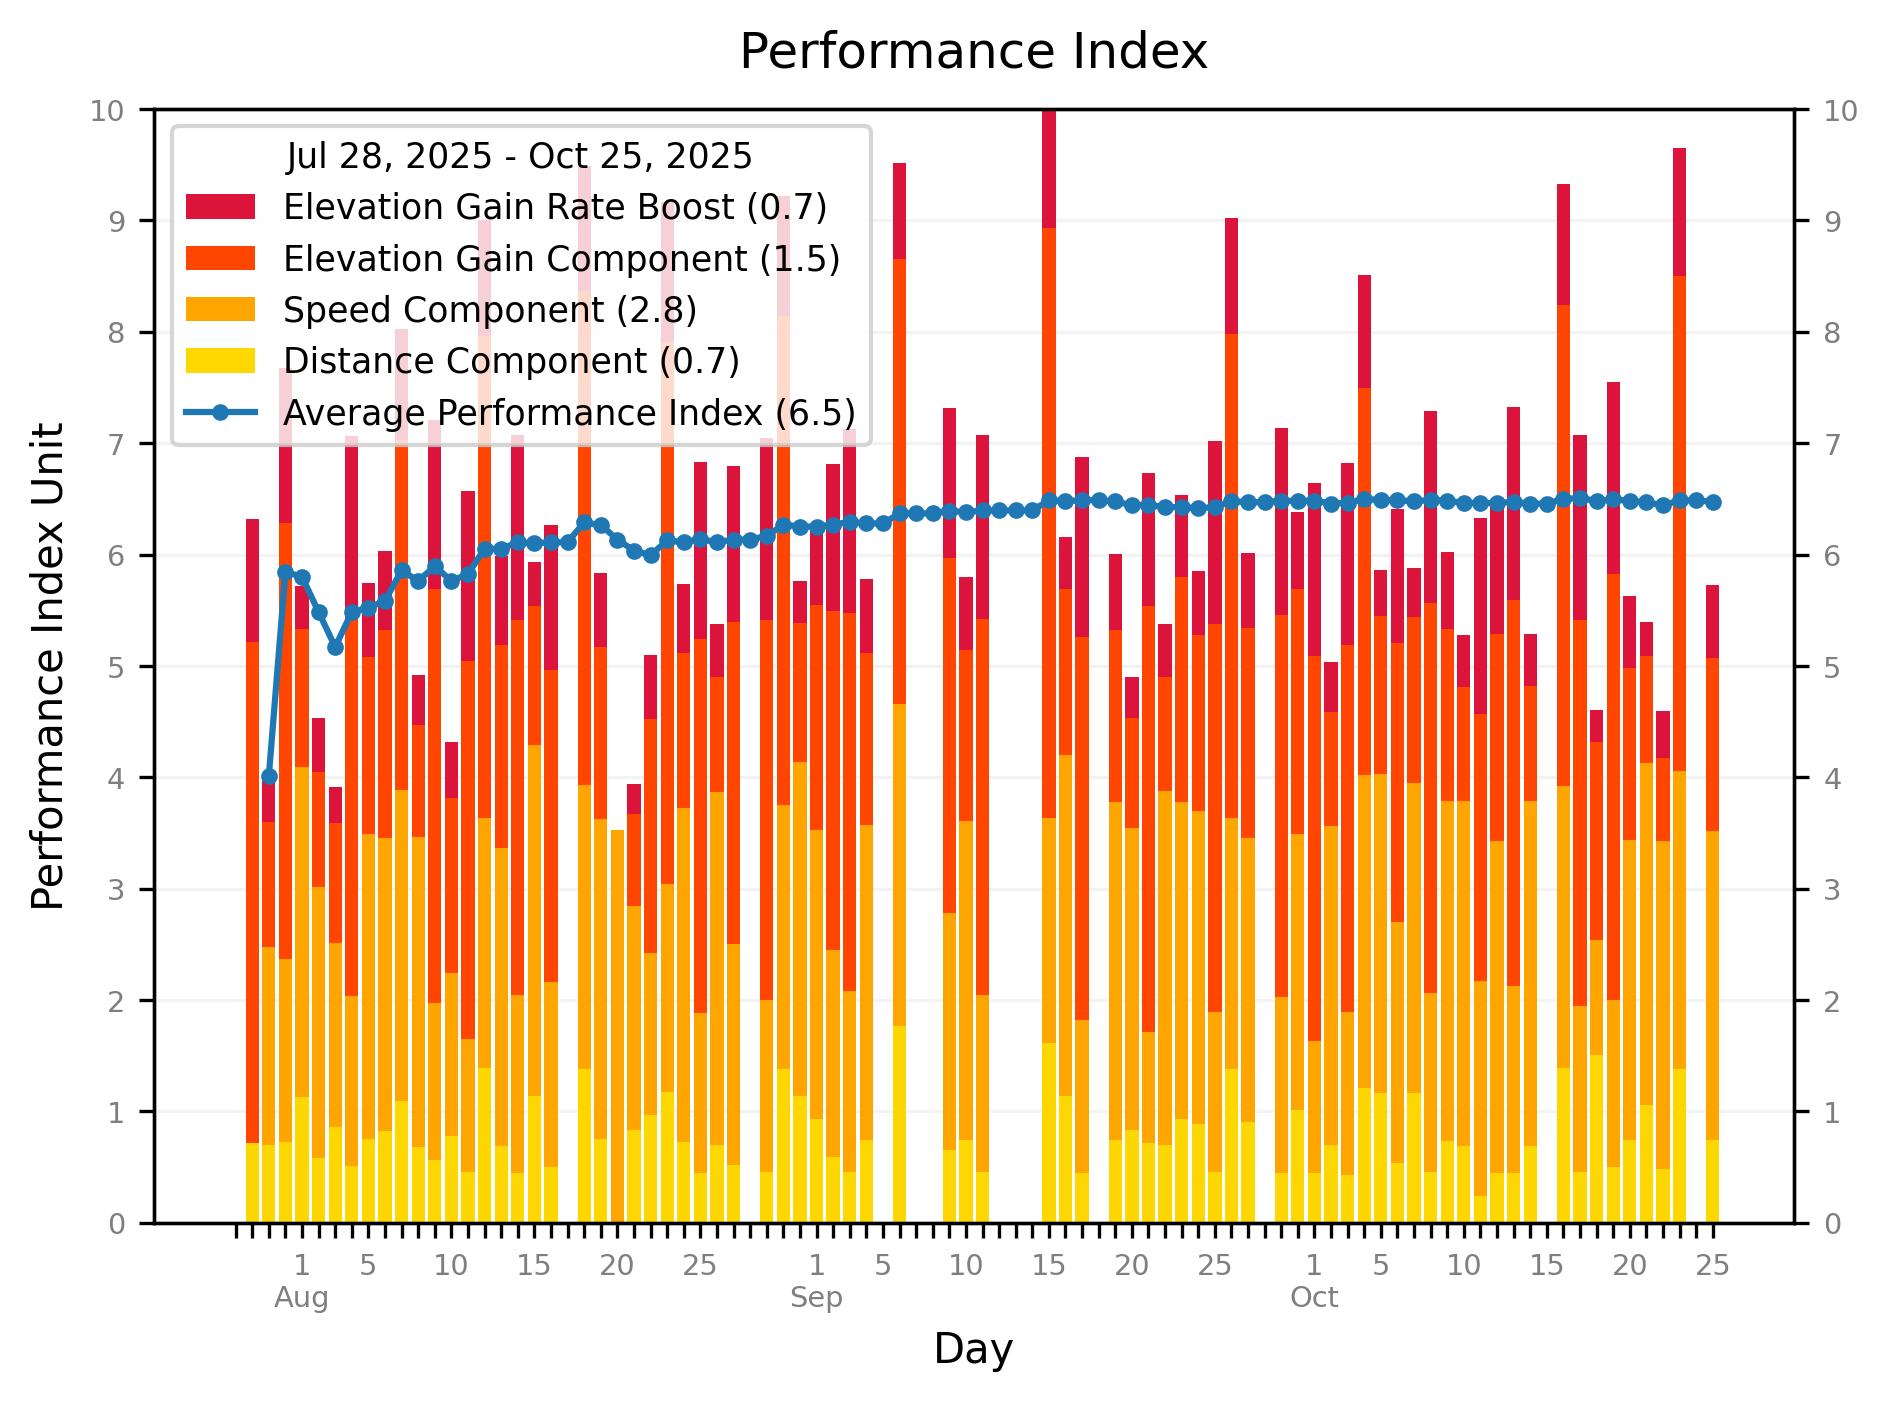 Performance Index
Jul 28, 2025 - Oct 25, 2025
Elevation Gain Rate Boost (0.7)
Elevation Gain Component (1.5)
Speed Component (2.8)
Distance Component (0.7)
Average Performance Index (6.5)
Performance Index Unit
10
9
8
7
6
5
4
3
2
1
0
10
9
8
7
6
5
4
3
2
1
0
1 5 10 15 20 25 1 5 10 15 20 25 1 5 10 15 20 25
Aug Sep Oct
Day